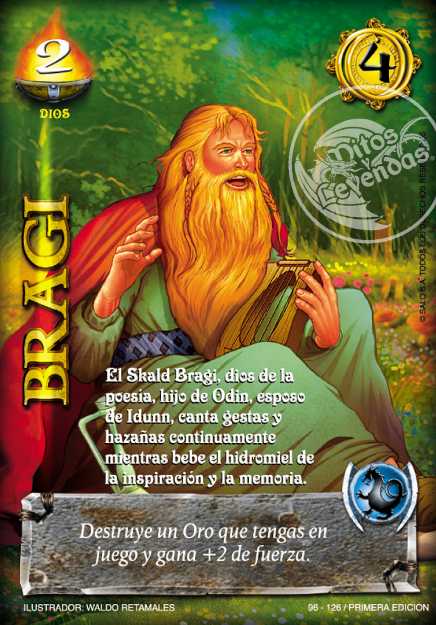 2
DIOS
4
Mitos y
Leyendas
BRAGI
El Skald Bragi, dios de la
poesía, hijo de Odin, esposo
de Idunn, canta gestas y
hazañas continuamente
mientras bebe el hidromiel de
la inspiración y la memoria.
Destruye un Oro que tengas en
juego y gana +2 de fuerza.
ILUSTRADOR: WALDO RETAMALES
96 - 126 / PRIMERA EDICION